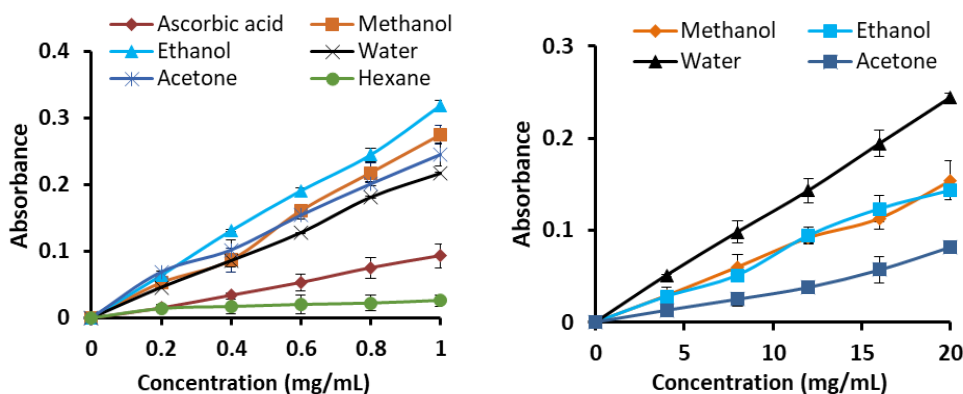 Ascorbic acid Methanol
Ethanol Water
Acetone Hexane
0.4
0.3
0.2
0.1
0
Absorbance
0 0.2 0.4 0.6 0.8 1
Concentration (mg/mL)
Methanol Ethanol
Water Acetone
0.3
0.2
0.1
0
Absorbance
0 5 10 15 20
Concentration (mg/mL)